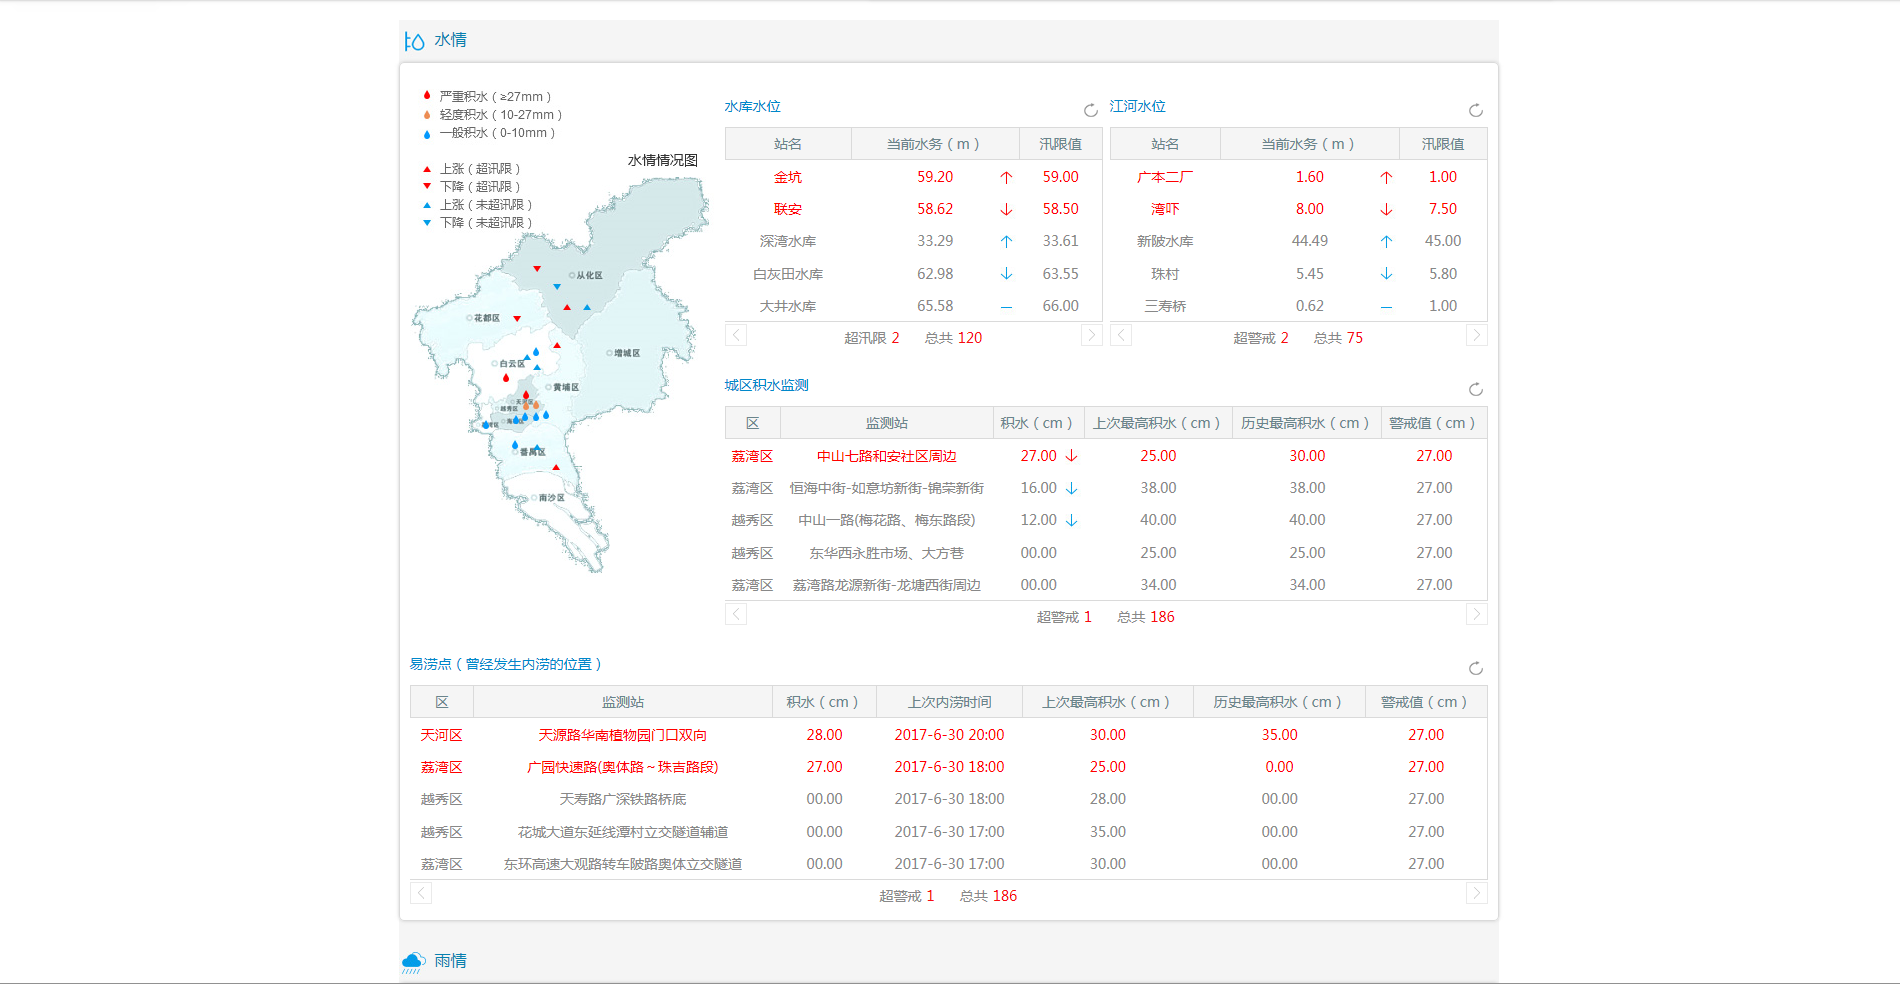 水情
严重积水（≥27mm）
轻度积水（10-27mm）
一般积水（0-10mm）
上涨（超讯限）
下降（超讯限）
上涨（未超讯限）
下降（未超讯限）
水情情况图
从化区
花都区
增城区
白云区
黄埔区
天河区
越秀区
番禺区
南沙区
水库水位
站名 当前水务（m） 汛限值
金坑 59.20 ↑ 59.00
联安 58.62 ↓ 58.50
深湾水库 33.29 ↑ 33.61
白灰田水库 62.98 ↓ 63.55
大井水库 65.58 — 66.00
超汛限 2 总共 120
江河水位
站名 当前水务（m） 汛限值
广本二厂 1.60 ↑ 1.00
湾吓 8.00 ↓ 7.50
新陂水库 44.49 ↑ 45.00
珠村 5.45 ↓ 5.80
三寿桥 0.62 — 1.00
超警戒 2 总共 75
城区积水监测
区 监测站 积水（cm） 上次最高积水（cm） 历史最高积水（cm） 警戒值（cm）
荔湾区 中山七路和安社区周边 27.00 ↓ 25.00 30.00 27.00
荔湾区 恒海中街-如意坊新街-锦荣新街 16.00 ↓ 38.00 38.00 27.00
越秀区 中山一路(梅花路、梅东路段) 12.00 ↓ 40.00 40.00 27.00
越秀区 东华西永胜市场、大方巷 00.00 25.00 25.00 27.00
荔湾区 荔湾路龙源新街-龙塘西街周边 00.00 34.00 34.00 27.00
超警戒 1 总共 186
易涝点（曾经发生内涝的位置）
区 监测站 积水（cm） 上次内涝时间 上次最高积水（cm） 历史最高积水（cm） 警戒值（cm）
天河区 天源路华南植物园门口双向 28.00 2017-6-30 20:00 30.00 35.00 27.00
荔湾区 广园快速路(奥体路～珠吉路段) 27.00 2017-6-30 18:00 25.00 0.00 27.00
越秀区 天寿路广深铁路桥底 00.00 2017-6-30 18:00 28.00 00.00 27.00
越秀区 花城大道东延线潭村立交隧道辅道 00.00 2017-6-30 17:00 35.00 00.00 27.00
荔湾区 东环高速大观路转车陂路奥体立交隧道 00.00 2017-6-30 17:00 30.00 00.00 27.00
超警戒 1 总共 186
雨情